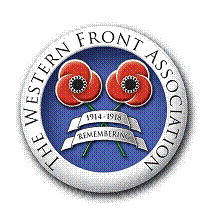 THE WESTERN FRONT ASSOCIATION
1914-1918
REMEMBERING